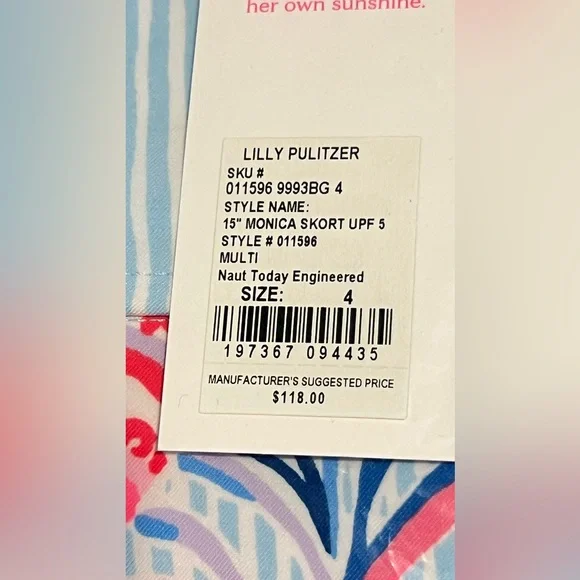 her own sunshine.
LILLY PULITZER
SKU #
011596 9993BG 4
STYLE NAME:
15" MONICA SKORT UPF 5
STYLE # 011596
MULTI
Naut Today Engineered
SIZE: 4
197367 094435
MANUFACTURER'S SUGGESTED PRICE
$118.00